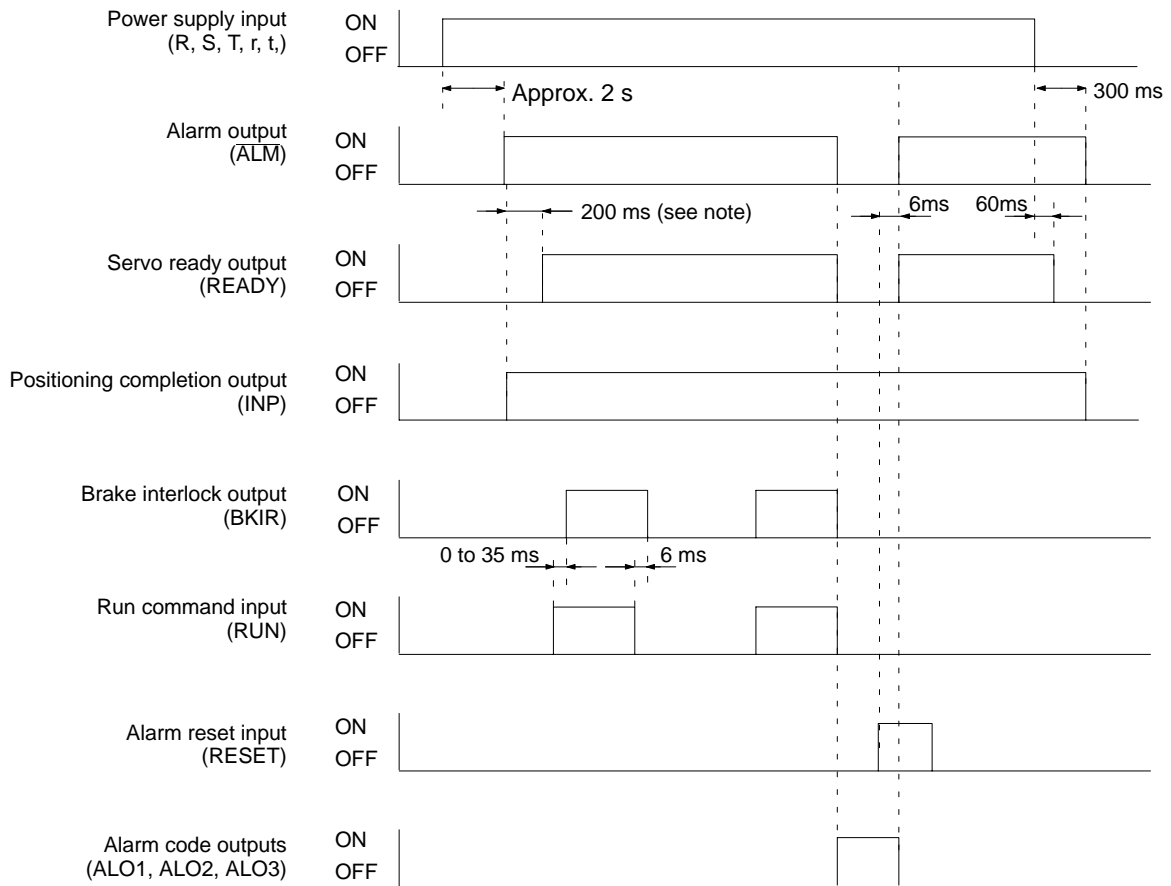 Power supply input
(R, S, T, r, t,)
ON
OFF
Approx. 2 s
300 ms
Alarm output
(ALM)
ON
OFF
200 ms (see note)
6ms
60ms
Servo ready output
(READY)
ON
OFF
Positioning completion output
(INP)
ON
OFF
Brake interlock output
(BKIR)
ON
OFF
0 to 35 ms
6 ms
Run command input
(RUN)
ON
OFF
Alarm reset input
(RESET)
ON
OFF
Alarm code outputs
(ALO1, ALO2, ALO3)
ON
OFF